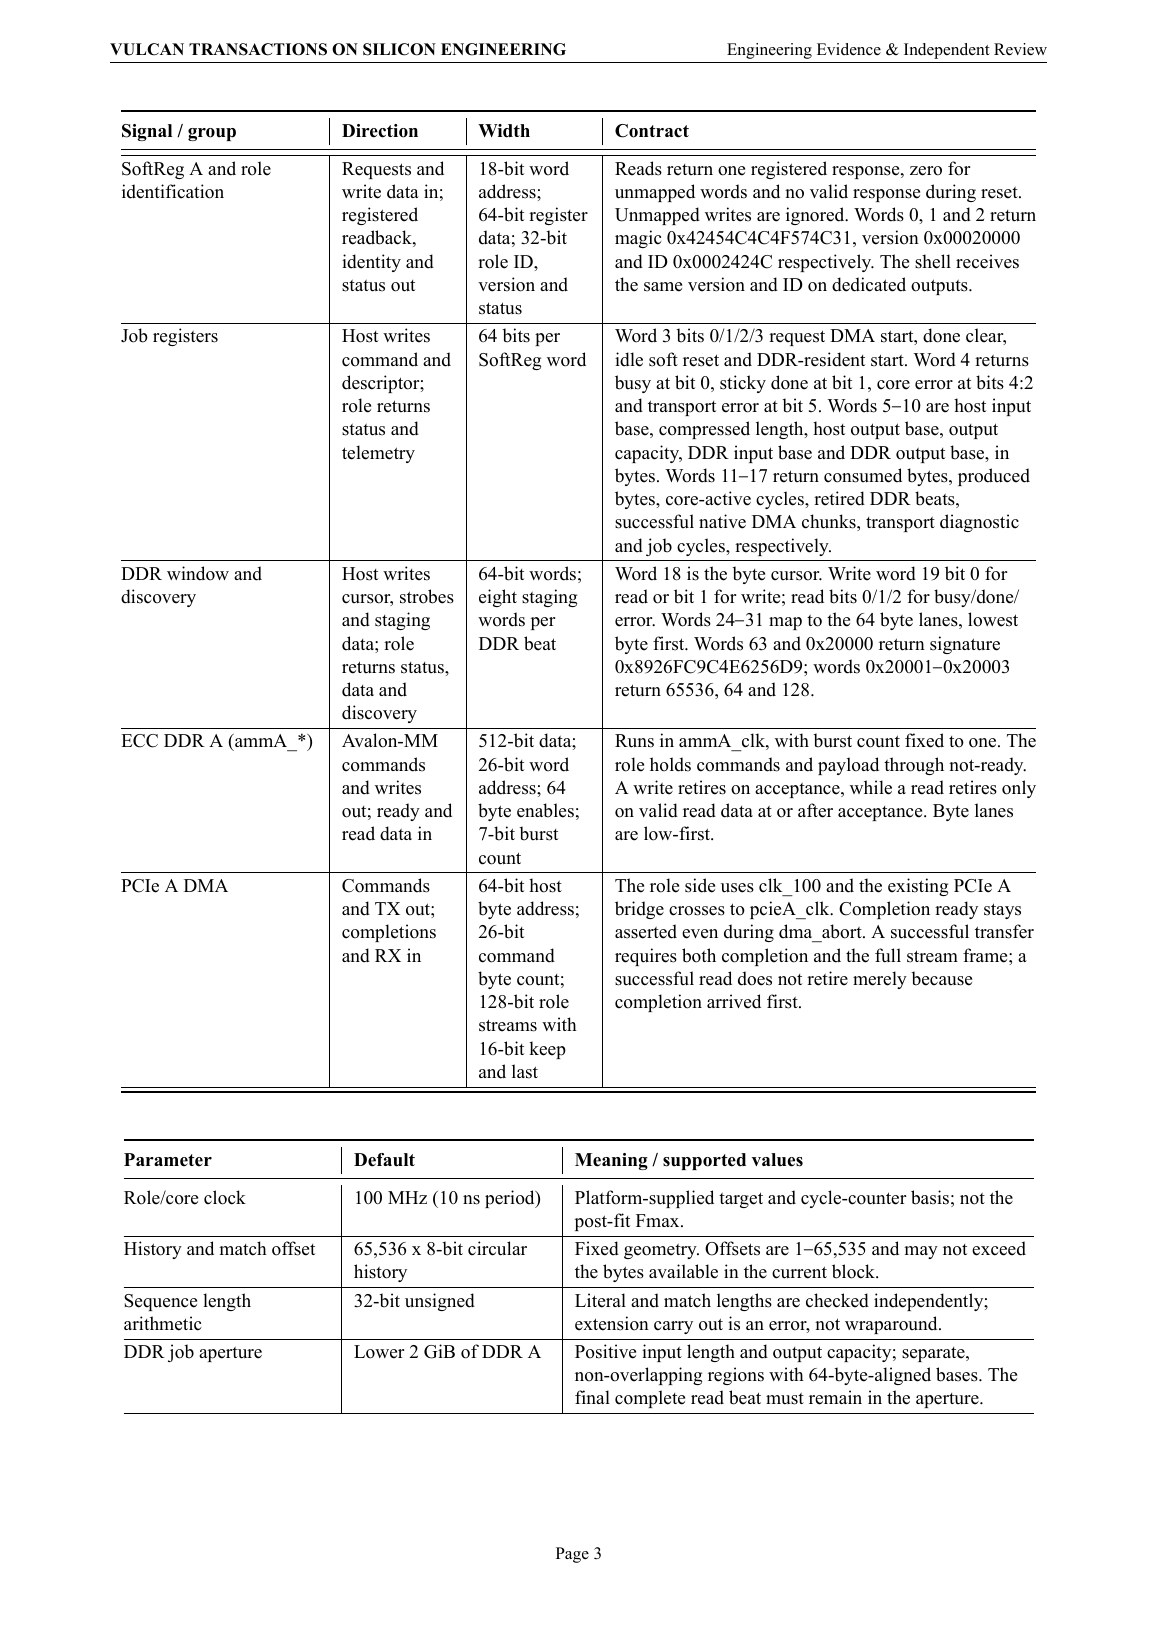 VULCAN TRANSACTIONS ON SILICON ENGINEERING Engineering Evidence & Independent Review
Signal / group Direction Width Contract
SoftReg A and role
identification
Requests and
write data in;
registered
readback,
identity and
status out
18-bit word
address;
64-bit register
data; 32-bit
role ID,
version and
status
Reads return one registered response, zero for
unmapped words and no valid response during reset.
Unmapped writes are ignored. Words 0, 1 and 2 return
magic 0x42454C4C4F574C31, version 0x00020000
and ID 0x0002424C respectively. The shell receives
the same version and ID on dedicated outputs.
Job registers
Host writes
command and
descriptor;
role returns
status and
telemetry
64 bits per
SoftReg word
Word 3 bits 0/1/2/3 request DMA start, done clear,
idle soft reset and DDR-resident start. Word 4 returns
busy at bit 0, sticky done at bit 1, core error at bits 4:2
and transport error at bit 5. Words 5–10 are host input
base, compressed length, host output base, output
capacity, DDR input base and DDR output base, in
bytes. Words 11–17 return consumed bytes, produced
bytes, core-active cycles, retired DDR beats,
successful native DMA chunks, transport diagnostic
and job cycles, respectively.
DDR window and
discovery
Host writes
cursor, strobes
and staging
data; role
returns status,
data and
discovery
64-bit words;
eight staging
words per
DDR beat
Word 18 is the byte cursor. Write word 19 bit 0 for
read or bit 1 for write; read bits 0/1/2 for busy/done/
error. Words 24–31 map to the 64 byte lanes, lowest
byte first. Words 63 and 0x20000 return signature
0x8926FC9C4E6256D9; words 0x20001–0x20003
return 65536, 64 and 128.
ECC DDR A (ammA_*)
Avalon-MM
commands
and writes
out; ready and
read data in
512-bit data;
26-bit word
address; 64
byte enables;
7-bit burst
count
Runs in ammA_clk, with burst count fixed to one. The
role holds commands and payload through not-ready.
A write retires on acceptance, while a read retires only
on valid read data at or after acceptance. Byte lanes
are low-first.
PCIe A DMA
Commands
and TX out;
completions
and RX in
64-bit host
byte address;
26-bit
command
byte count;
128-bit role
streams with
16-bit keep
and last
The role side uses clk_100 and the existing PCIe A
bridge crosses to pcieA_clk. Completion ready stays
asserted even during dma_abort. A successful transfer
requires both completion and the full stream frame; a
successful read does not retire merely because
completion arrived first.
Parameter Default Meaning / supported values
Role/core clock
100 MHz (10 ns period)
Platform-supplied target and cycle-counter basis; not the
post-fit Fmax.
History and match offset
65,536 x 8-bit circular
history
Fixed geometry. Offsets are 1–65,535 and may not exceed
the bytes available in the current block.
Sequence length
arithmetic
32-bit unsigned
Literal and match lengths are checked independently;
extension carry out is an error, not wraparound.
DDR job aperture
Lower 2 GiB of DDR A
Positive input length and output capacity; separate,
non-overlapping regions with 64-byte-aligned bases. The
final complete read beat must remain in the aperture.
Page 3